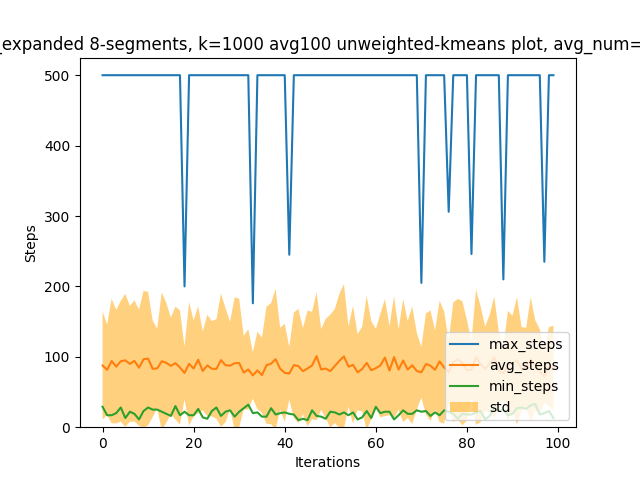 _expanded 8-segments, k=1000 avg100 unweighted-kmeans plot, avg_num=
500
400
300
200
100
0
Steps
0 20 40 60 80 100
Iterations
max_steps
avg_steps
min_steps
std